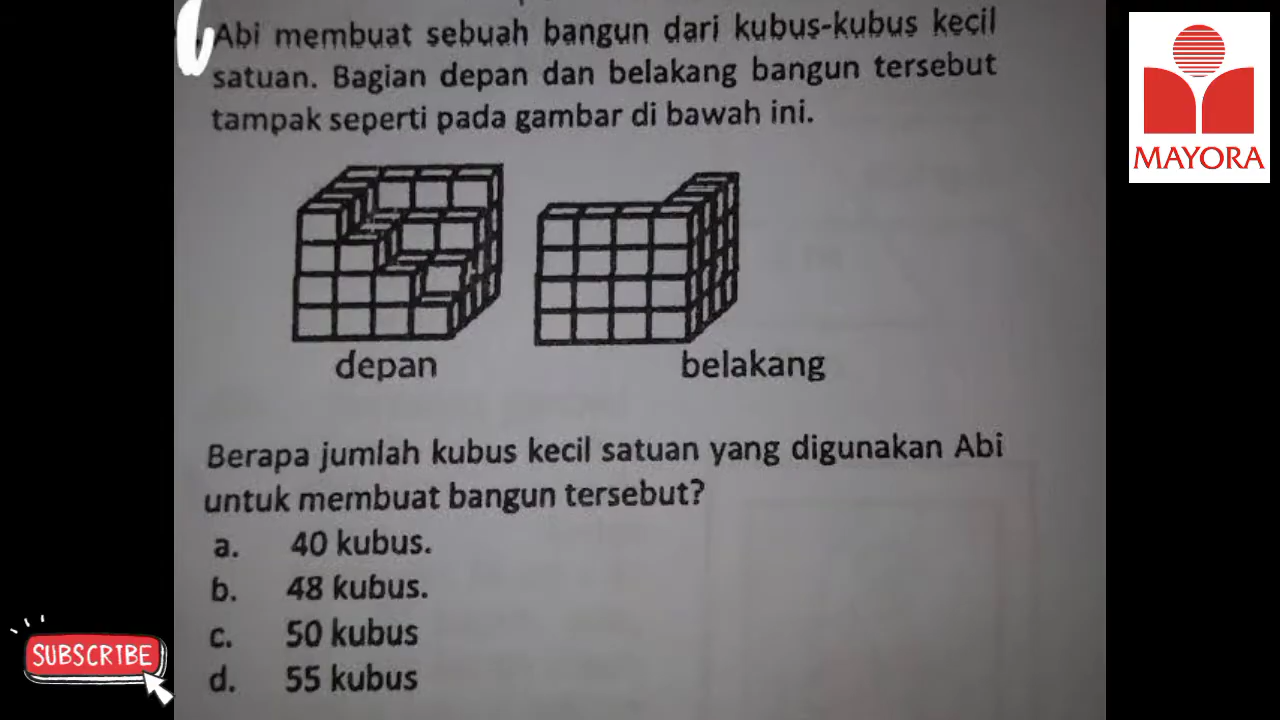 Abi membuat sebuah bangun dari kubus-kubus kecil
satuan. Bagian depan dan belakang bangun tersebut
tampak seperti pada gambar di bawah ini.
MAYORA
depan
belakang
Berapa jumlah kubus kecil satuan yang digunakan Abi
untuk membuat bangun tersebut?
a. 40 kubus.
b. 48 kubus.
c. 50 kubus
d. 55 kubus
SUBSCRIBE